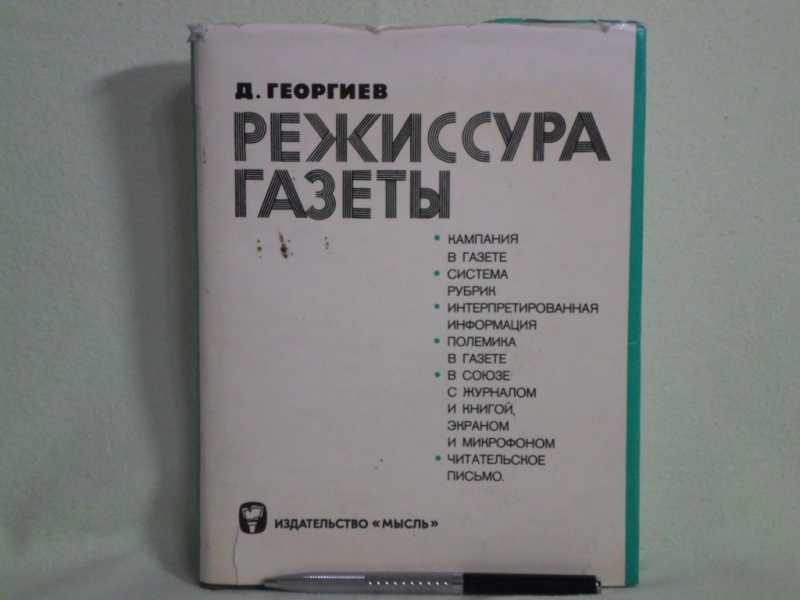 Д. ГЕОРГИЕВ
РЕЖИССУРА
ГАЗЕТЫ
• КАМПАНИЯ
В ГАЗЕТЕ
• СИСТЕМА
РУБРИК
• ИНТЕРПРЕТИРОВАННАЯ
ИНФОРМАЦИЯ
• ПОЛЕМИКА
В ГАЗЕТЕ
• В СОЮЗЕ
С ЖУРНАЛОМ
И КНИГОЙ,
ЭКРАНОМ
И МИКРОФОНОМ
• ЧИТАТЕЛЬСКОЕ
ПИСЬМО.
ИЗДАТЕЛЬСТВО «МЫСЛЬ»